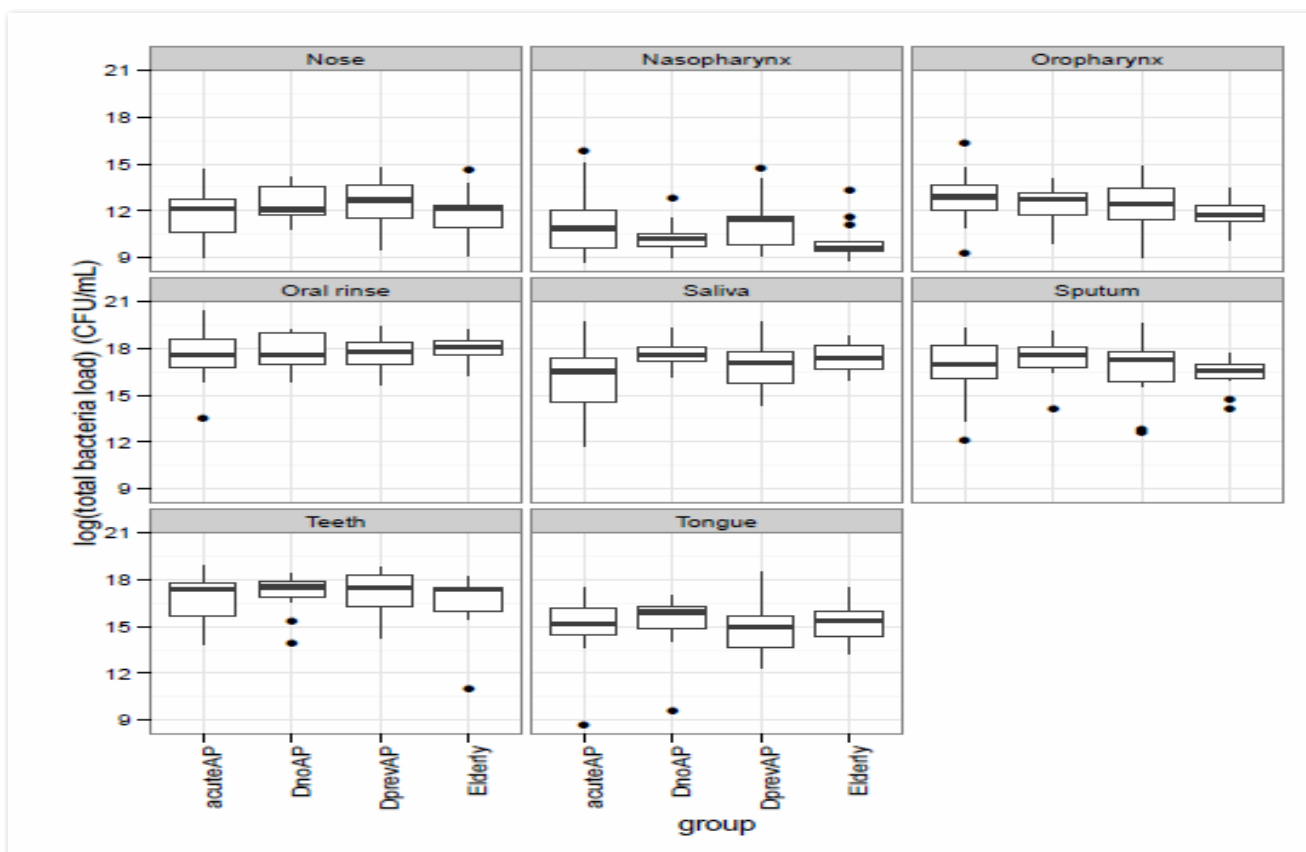 Nose
Nasopharynx
Oropharynx
21
18
15
12
9
Oral rinse
Saliva
Sputum
21
18
15
12
9
Teeth
Tongue
21
18
15
12
9
log(total bacteria load) (CFU/mL)
acuteAP
DnoAP
DprevAP
Elderly
acuteAP
DnoAP
DprevAP
Elderly
group